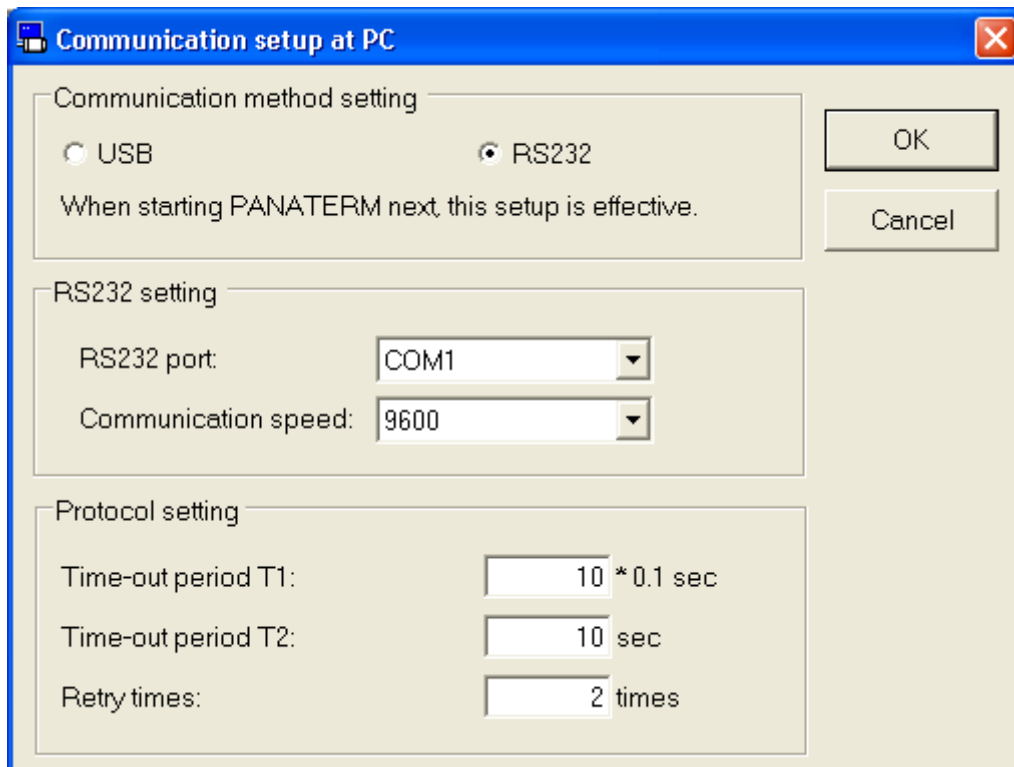 Communication setup at PC
Communication method setting
USB RS232
When starting PANATERM next, this setup is effective.
OK
Cancel
RS232 setting
RS232 port: COM1
Communication speed: 9600
Protocol setting
Time-out period T1: 10 * 0.1 sec
Time-out period T2: 10 sec
Retry times: 2 times